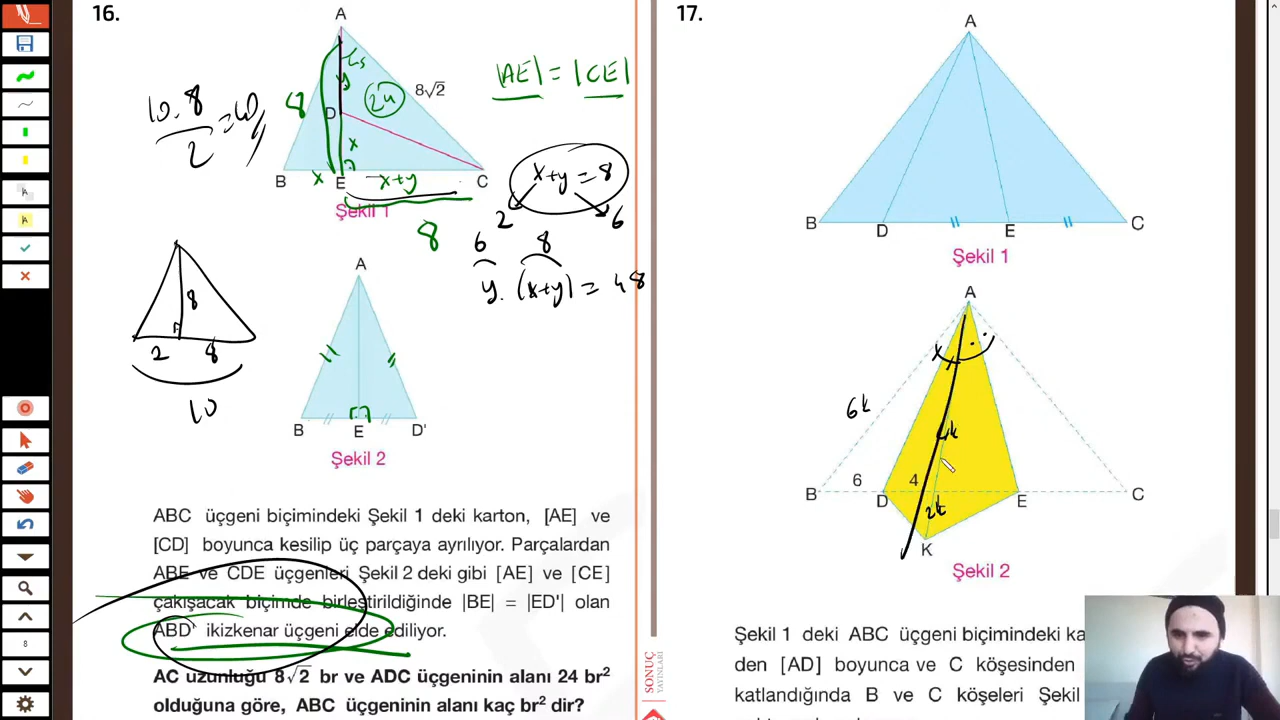 16.
A
8√2
8
y
24
D
x
B
x
E
x+y
C
Şekil 1
8
10.8
2
|AE| = |CE|
x+y = 8
2
6
6
8
y. (x+y) = 48
8
2
8
10
A
B
E
D'
Şekil 2
ABC üçgeni biçimindeki Şekil 1 deki karton, [AE] ve
[CD] boyunca kesilip üç parçaya ayrılıyor. Parçalardan
ABE ve CDE üçgenleri Şekil 2 deki gibi [AE] ve [CE]
çakışacak biçimde birleştirildiğinde |BE| = |ED'| olan
ABD' ikizkenar üçgeni elde ediliyor.
AC uzunluğu 8√2 br ve ADC üçgeninin alanı 24 br²
olduğuna göre, ABC üçgeninin alanı kaç br² dir?
SONUÇ
YAYINLARI
17.
A
B
D
E
C
Şekil 1
A
x
6k
4k
B
6
D
4
2k
E
C
K
Şekil 2
Şekil 1 deki ABC üçgeni biçimindeki ka
den [AD] boyunca ve C köşesinden
katlandığında B ve C köşeleri Şekil
A
A
8